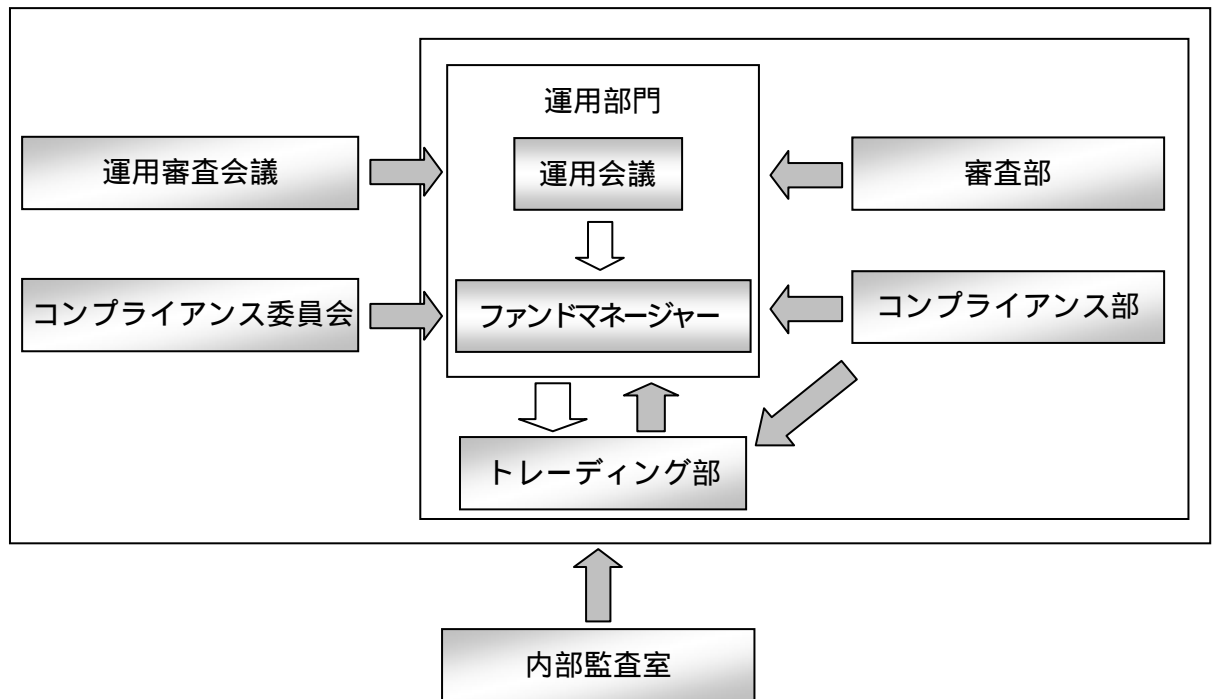 運用部門
運用審査会議
運用会議
審査部
コンプライアンス委員会
ファンドマネージャー
コンプライアンス部
トレーディング部
内部監査室